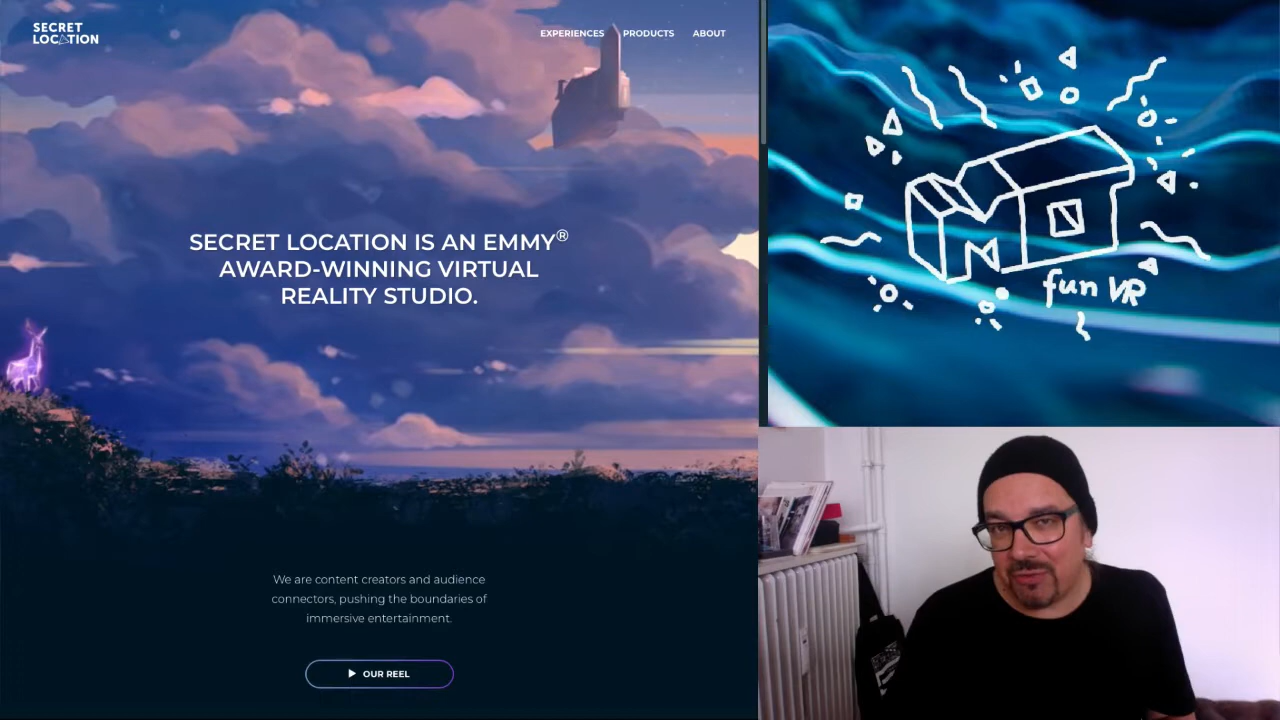 SECRET
LOCATION
EXPERIENCES PRODUCTS ABOUT
SECRET LOCATION IS AN EMMY®
AWARD-WINNING VIRTUAL
REALITY STUDIO.
We are content creators and audience
connectors, pushing the boundaries of
immersive entertainment.
OUR REEL
fun VR